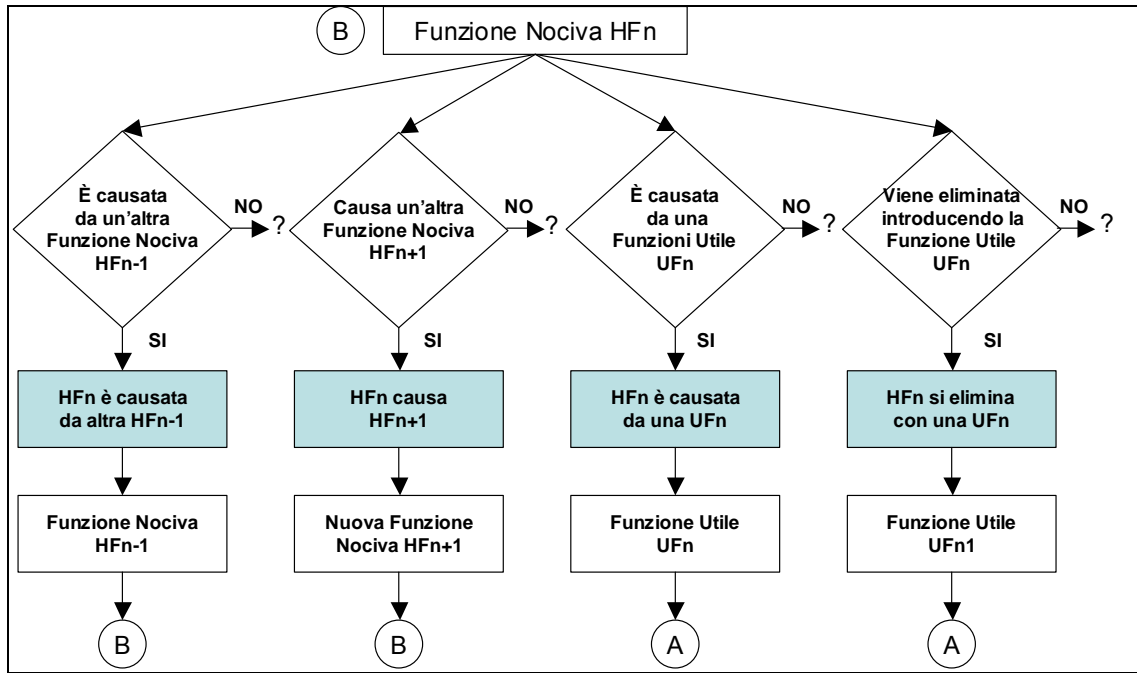 B
Funzione Nociva HFn
È causata
da un'altra
Funzione Nociva
HFn-1
NO
?
Causa un'altra
Funzione Nociva
HFn+1
NO
?
È causata
da una
Funzioni Utile
UFn
NO
?
Viene eliminata
introducendo la
Funzione Utile
UFn
NO
?
SI
SI
SI
SI
HFn è causata
da altra HFn-1
HFn causa
HFn+1
HFn è causata
da una UFn
HFn si elimina
con una UFn
Funzione Nociva
HFn-1
Nuova Funzione
Nociva HFn+1
Funzione Utile
UFn
Funzione Utile
UFn1
B
B
A
A